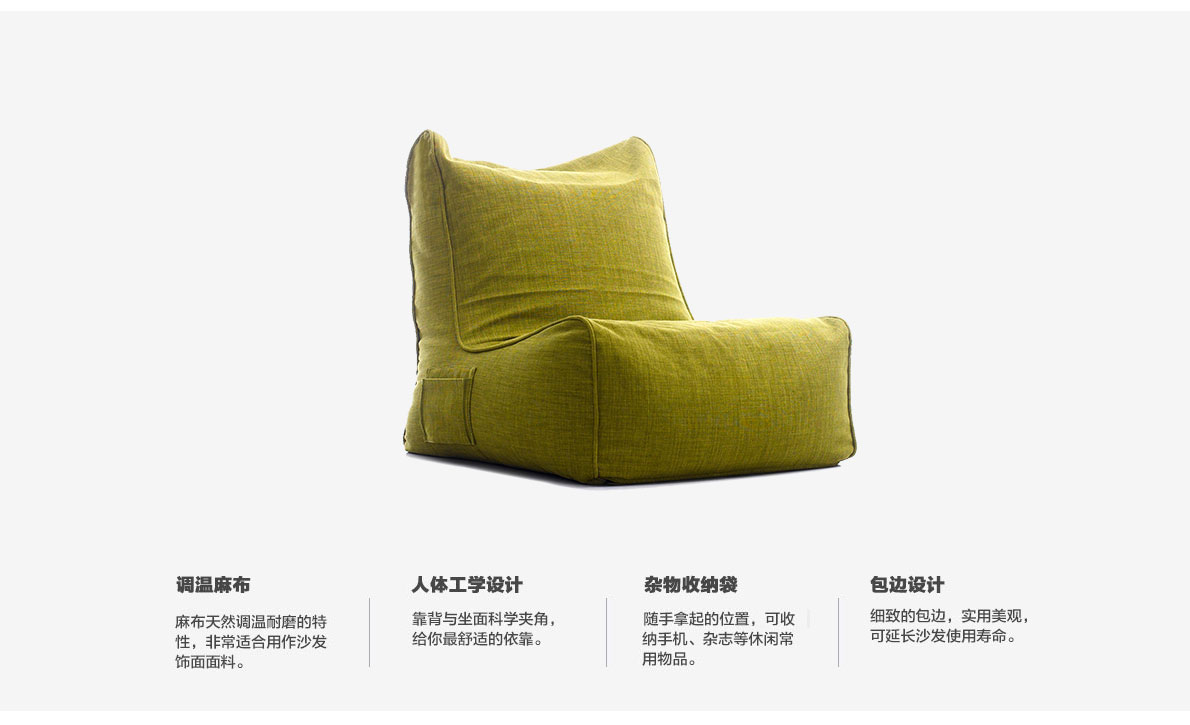 调温麻布
麻布天然调温耐磨的特
性，非常适合用作沙发
饰面面料。
人体工学设计
靠背与坐面科学夹角，
给你最舒适的依靠。
杂物收纳袋
随手拿起的位置，可收
纳手机、杂志等休闲常
用物品。
包边设计
细致的包边，实用美观，
可延长沙发使用寿命。